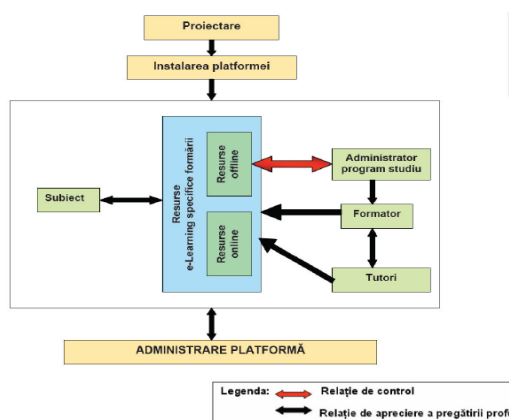 Proiectare
Instalarea platformei
Resurse
e-Learning specifice formării
Resurse
offline
Resurse
online
Subiect
Administrator
program studiu
Formator
Tutori
ADMINISTRARE PLATFORMĂ
Legenda:
Relație de control
Relație de apreciere a pregătirii